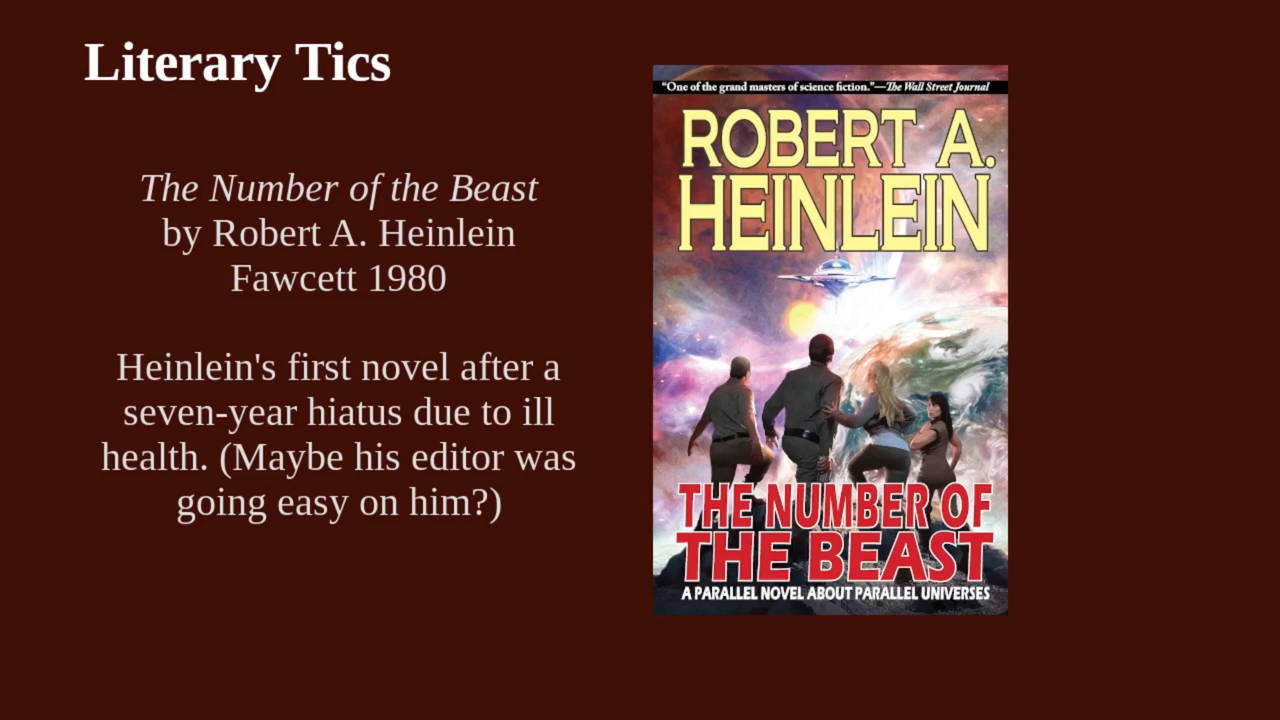 Literary Tics
The Number of the Beast
by Robert A. Heinlein
Fawcett 1980
Heinlein's first novel after a
seven-year hiatus due to ill
health. (Maybe his editor was
going easy on him?)
“One of the grand masters of science fiction.”—The Wall Street Journal
ROBERT A.
HEINLEIN
THE NUMBER OF
THE BEAST
A PARALLEL NOVEL ABOUT PARALLEL UNIVERSES